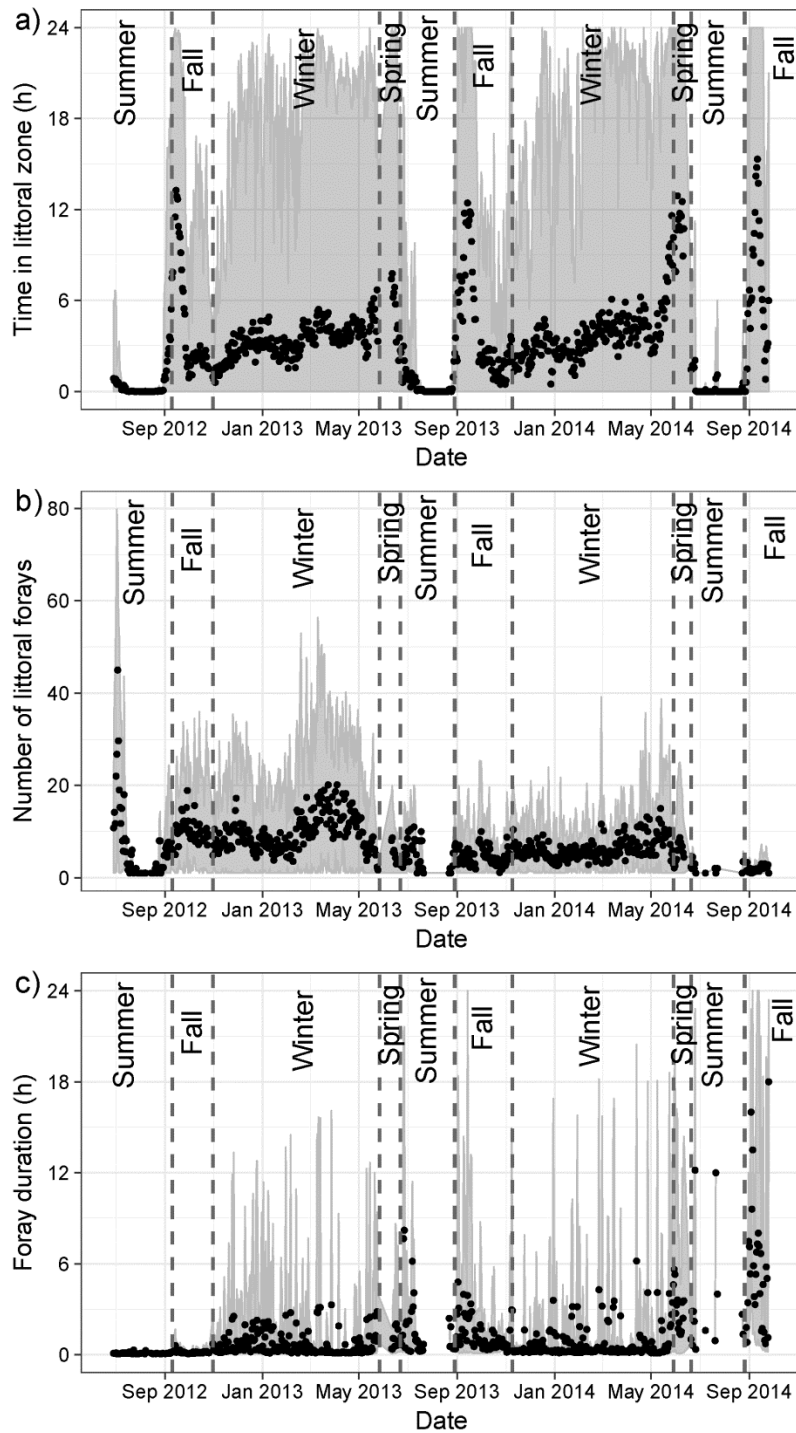 a)
Time in littoral zone (h)
24
18
12
6
0
Summer
Fall
Winter
Spring
Summer
Fall
Winter
Spring
Summer
Fall
Sep 2012 Jan 2013 May 2013 Sep 2013 Jan 2014 May 2014 Sep 2014
Date
b)
Number of littoral forays
80
60
40
20
0
Summer
Fall
Winter
Spring
Summer
Fall
Winter
Spring
Summer
Fall
Sep 2012 Jan 2013 May 2013 Sep 2013 Jan 2014 May 2014 Sep 2014
Date
c)
Foray duration (h)
24
18
12
6
0
Summer
Fall
Winter
Spring
Summer
Fall
Winter
Spring
Summer
Fall
Sep 2012 Jan 2013 May 2013 Sep 2013 Jan 2014 May 2014 Sep 2014
Date